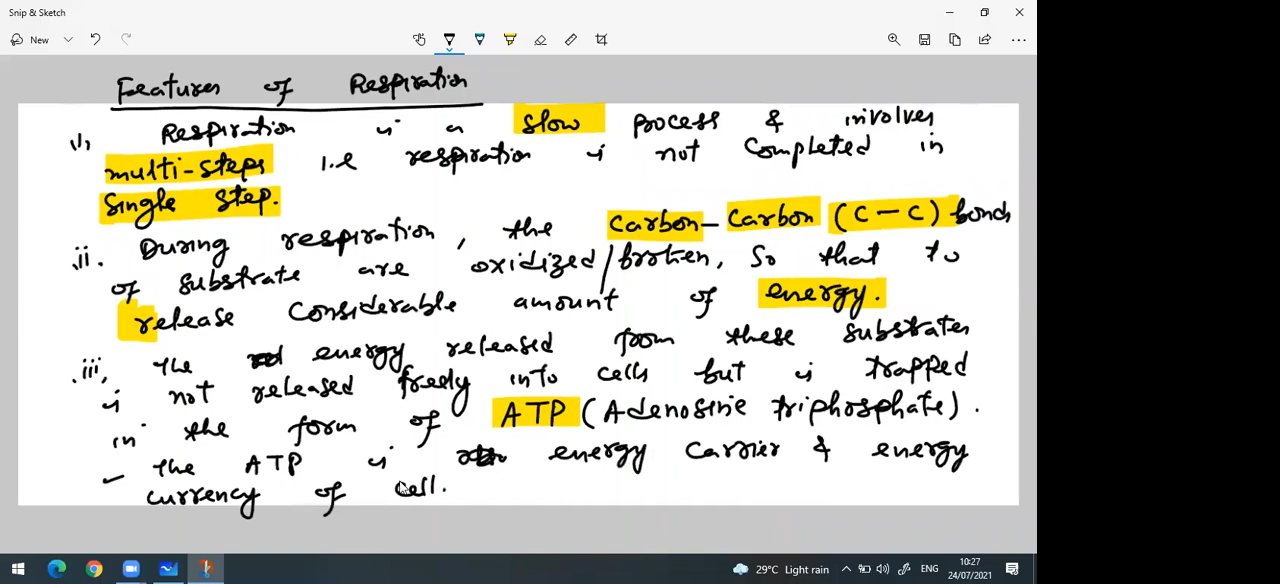 Snip & Sketch
New
Features of Respiration
i) Respiration is a slow process & involves
multi-steps i.e respiration is not completed in
single step.
ii. During respiration, the Carbon-Carbon (C-C) bonds
of substrate are oxidized/broken, so that to
release considerable amount of energy.
iii. The energy released from these substrates
is not released freely into cells but is trapped
in the form of ATP (Adenosine triphosphate).
The ATP is energy carrier & energy
currency of cell.
29°C Light rain
ENG
10:27
24/07/2021